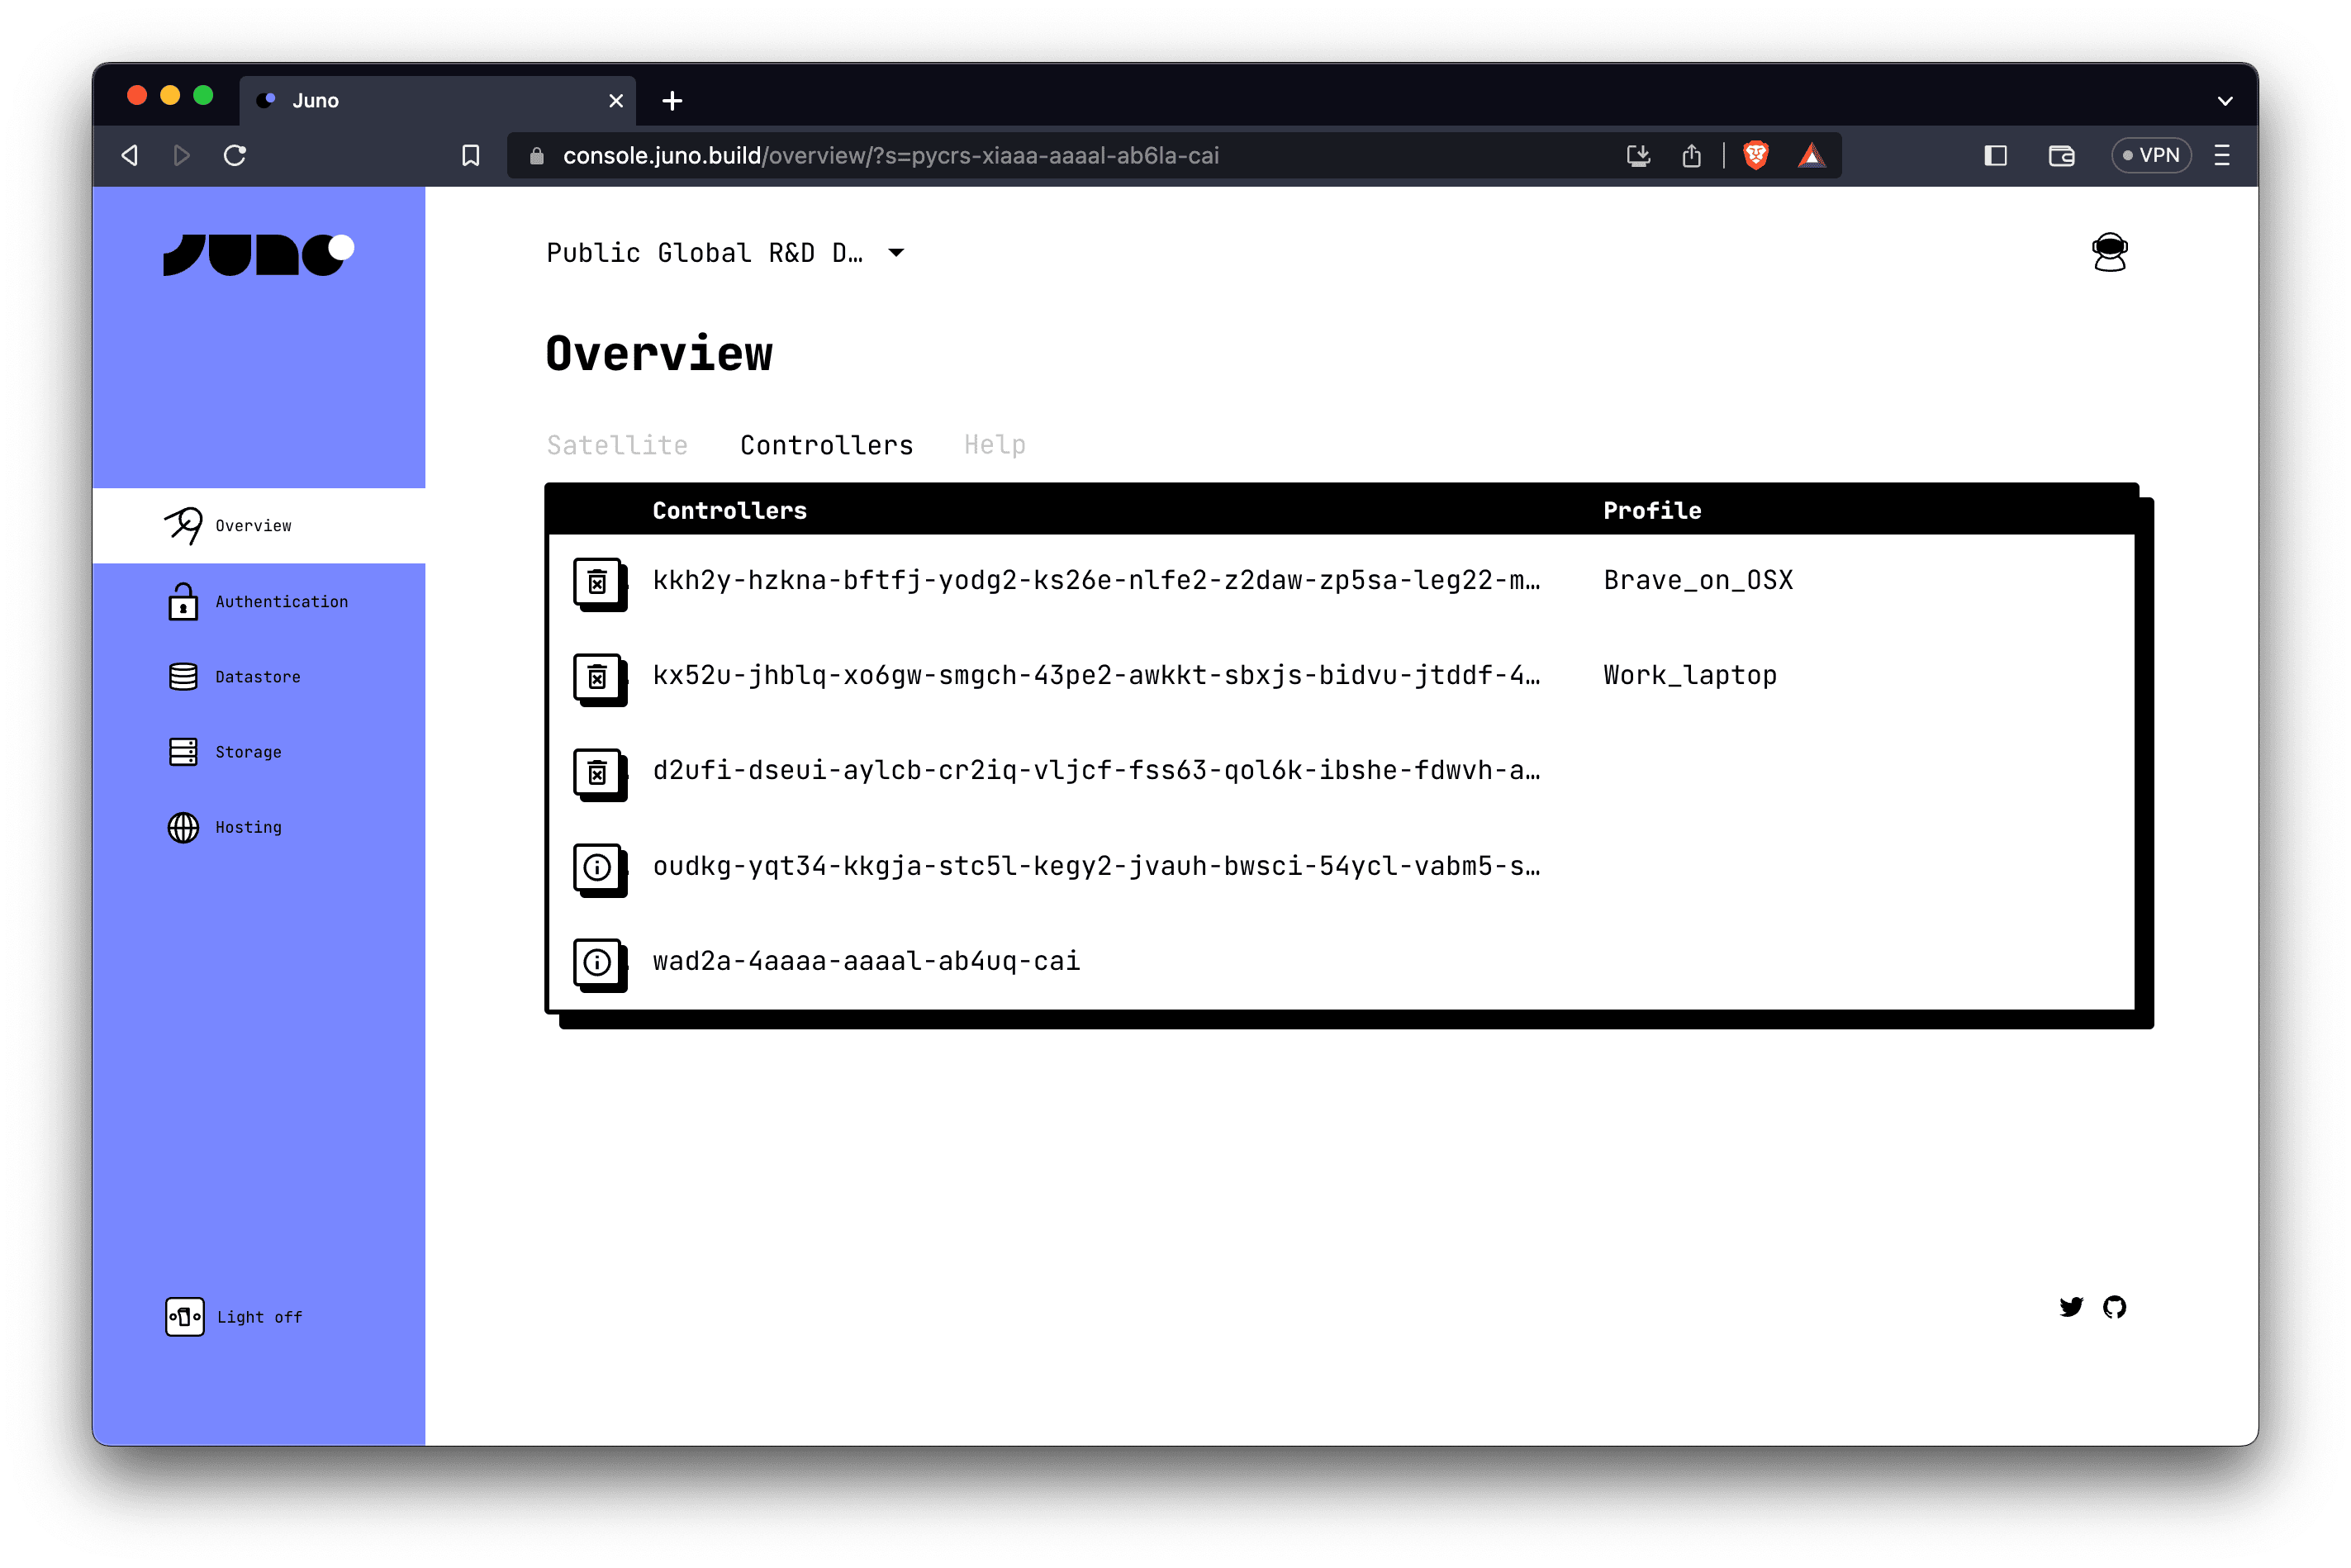 Juno
console.juno.build/overview/?s=pycrs-xiaaa-aaaal-ab6la-cai
VPN
JUNO
Public Global R&D D…
Overview
Satellite Controllers Help
Controllers Profile
kkh2y-hzkna-bftfj-yodg2-ks26e-nlfe2-z2daw-zp5sa-leg22-m… Brave_on_OSX
kx52u-jhblq-xo6gw-smgch-43pe2-awkkt-sbxjs-bidvu-jtddf-4… Work_laptop
d2ufi-dseui-aylcb-cr2iq-vljcf-fss63-qol6k-ibshe-fdwvh-a…
oudkg-yqt34-kkgja-stc5l-kegy2-jvauh-bwsci-54ycl-vabm5-s…
wad2a-4aaaa-aaaal-ab4uq-cai
Overview
Authentication
Datastore
Storage
Hosting
Light off